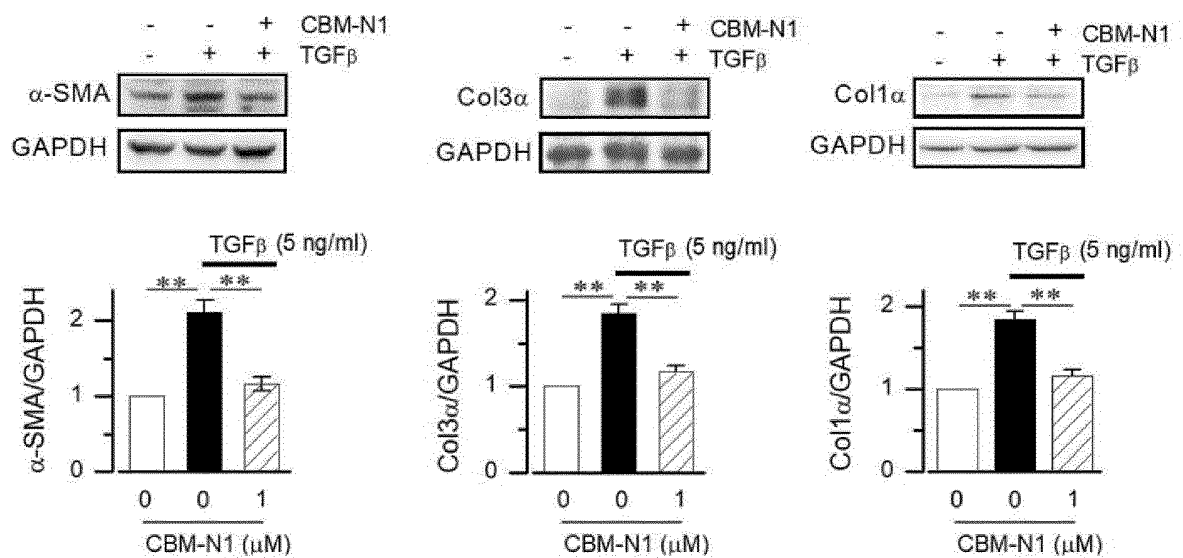 - - + CBM-N1
- + + TGFβ
α-SMA
GAPDH
- - + CBM-N1
- + + TGFβ
Col3α
GAPDH
- - + CBM-N1
- + + TGFβ
Col1α
GAPDH
TGFβ (5 ng/ml)
** **
α-SMA/GAPDH
2
1
0
0 0 1
CBM-N1 (μM)
TGFβ (5 ng/ml)
** **
Col3α/GAPDH
2
1
0
0 0 1
CBM-N1 (μM)
TGFβ (5 ng/ml)
** **
Col1α/GAPDH
2
1
0
0 0 1
CBM-N1 (μM)